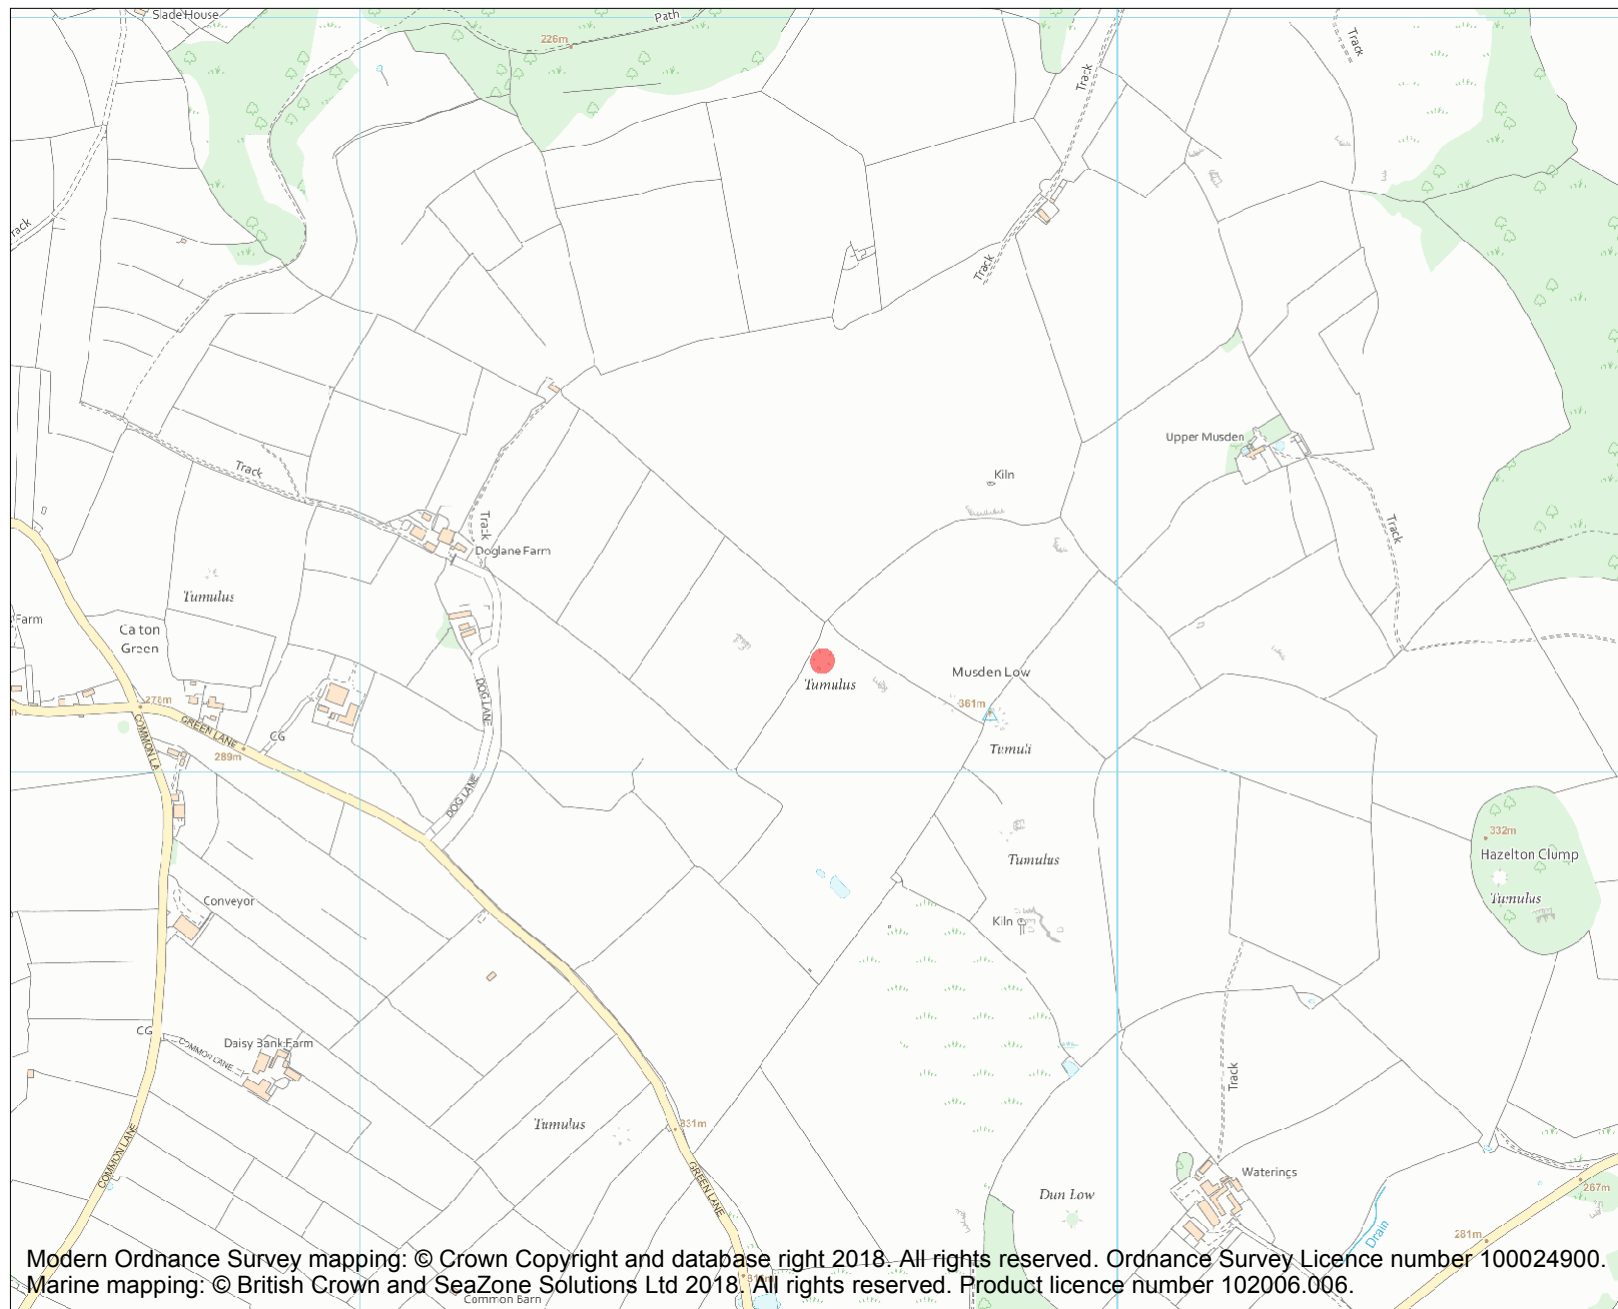 Slade House
Path
226m
Track
Track
Track
Track
Upper Musden
Kiln
Track
Track
Track
Doglane Farm
Tumulus
Farm
Calton
Green
Musden Low
Tumulus
361m
276m
DOG LANE
GREEN LANE
CG
COMMON LA
289m
Tumuli
DOG LANE
332m
Hazelton Clump
Tumulus
Tumulus
Conveyor
Kiln
CG
COMMON LANE
Daisy Bank Farm
Track
Tumulus
331m
COMMON LANE
GREEN LANE
Waterings
Dun Low
267m
Drain
281m
Modern Ordnance Survey mapping: © Crown Copyright and database right 2018. All rights reserved. Ordnance Survey Licence number 100024900.
Marine mapping: © British Crown and SeaZone Solutions Ltd 2018. All rights reserved. Product licence number 102006.006.
Common Barn